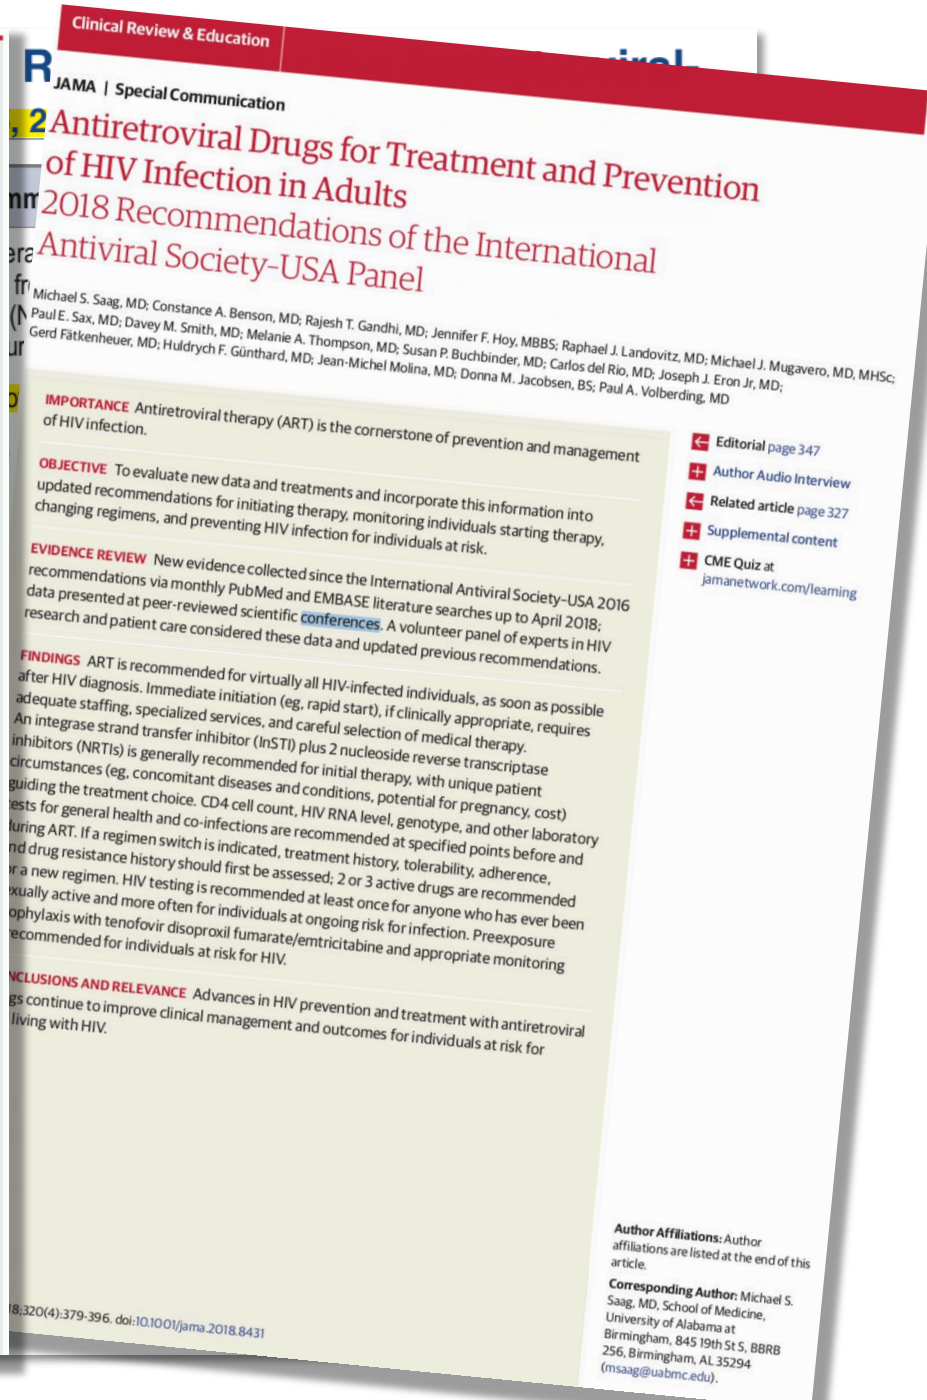 Clinical Review & Education
R
, 2
JAMA | Special Communication
Antiretroviral Drugs for Treatment and Prevention
of HIV Infection in Adults
2018 Recommendations of the International
Antiviral Society–USA Panel
Michael S. Saag, MD; Constance A. Benson, MD; Rajesh T. Gandhi, MD; Jennifer F. Hoy, MBBS; Raphael J. Landovitz, MD; Michael J. Mugavero, MD, MHSc;
Paul E. Sax, MD; Davey M. Smith, MD; Melanie A. Thompson, MD; Susan P. Buchbinder, MD; Carlos del Rio, MD; Joseph J. Eron Jr, MD;
Gerd Fätkenheuer, MD; Huldrych F. Günthard, MD; Jean-Michel Molina, MD; Donna M. Jacobsen, BS; Paul A. Volberding, MD
IMPORTANCE Antiretroviral therapy (ART) is the cornerstone of prevention and management
of HIV infection.
OBJECTIVE To evaluate new data and treatments and incorporate this information into
updated recommendations for initiating therapy, monitoring individuals starting therapy,
changing regimens, and preventing HIV infection for individuals at risk.
EVIDENCE REVIEW New evidence collected since the International Antiviral Society–USA 2016
recommendations via monthly PubMed and EMBASE literature searches up to April 2018;
data presented at peer-reviewed scientific conferences. A volunteer panel of experts in HIV
research and patient care considered these data and updated previous recommendations.
FINDINGS ART is recommended for virtually all HIV-infected individuals, as soon as possible
after HIV diagnosis. Immediate initiation (eg, rapid start), if clinically appropriate, requires
adequate staffing, specialized services, and careful selection of medical therapy.
An integrase strand transfer inhibitor (InSTI) plus 2 nucleoside reverse transcriptase
inhibitors (NRTIs) is generally recommended for initial therapy, with unique patient
circumstances (eg, concomitant diseases and conditions, potential for pregnancy, cost)
guiding the treatment choice. CD4 cell count, HIV RNA level, genotype, and other laboratory
ests for general health and co-infections are recommended at specified points before and
uring ART. If a regimen switch is indicated, treatment history, tolerability, adherence,
nd drug resistance history should first be assessed; 2 or 3 active drugs are recommended
r a new regimen. HIV testing is recommended at least once for anyone who has ever been
xually active and more often for individuals at ongoing risk for infection. Preexposure
ophylaxis with tenofovir disoproxil fumarate/emtricitabine and appropriate monitoring
ecommended for individuals at risk for HIV.
NCLUSIONS AND RELEVANCE Advances in HIV prevention and treatment with antiretroviral
gs continue to improve clinical management and outcomes for individuals at risk for
living with HIV.
18;320(4):379-396. doi:10.1001/jama.2018.8431
Editorial page 347
Author Audio Interview
Related article page 327
Supplemental content
CME Quiz at
jamanetwork.com/learning
Author Affiliations: Author
affiliations are listed at the end of this
article.
Corresponding Author: Michael S.
Saag, MD, School of Medicine,
University of Alabama at
Birmingham, 845 19th St S, BBRB
256, Birmingham, AL 35294
(msaag@uabmc.edu).